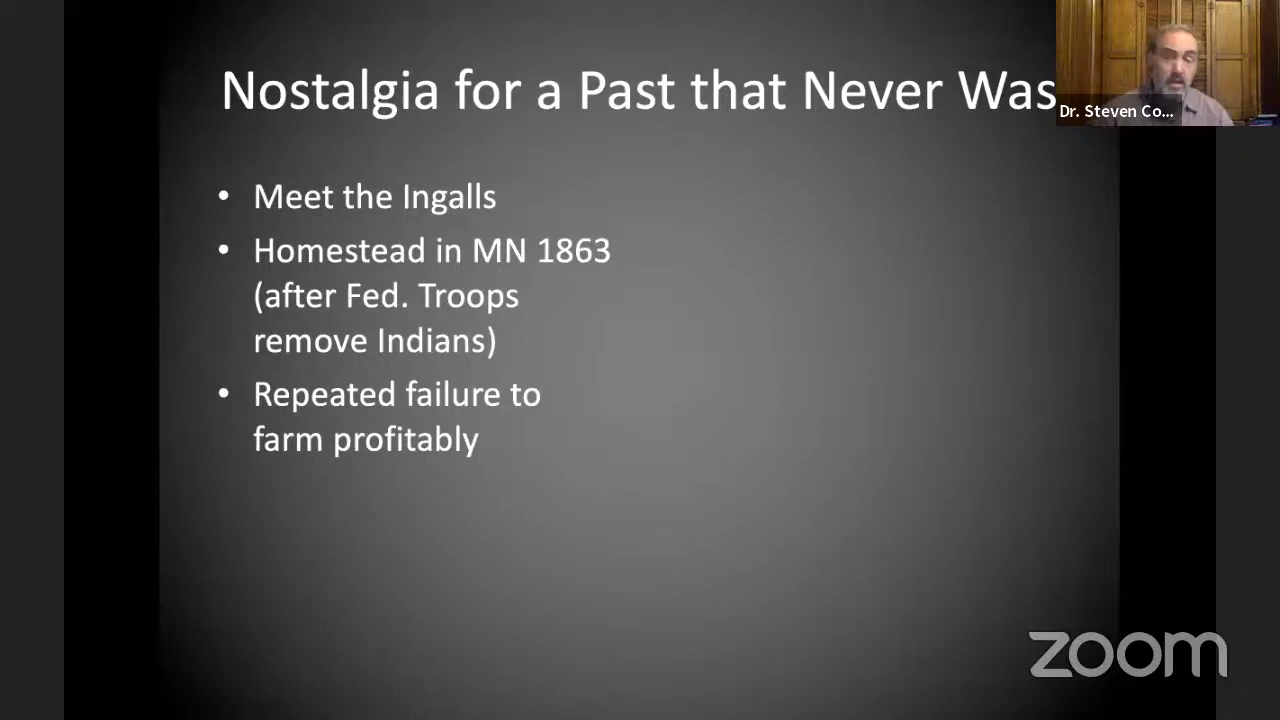 Nostalgia for a Past that Never Was
Dr. Steven Co...
• Meet the Ingalls
• Homestead in MN 1863
(after Fed. Troops
remove Indians)
• Repeated failure to
farm profitably
zoom